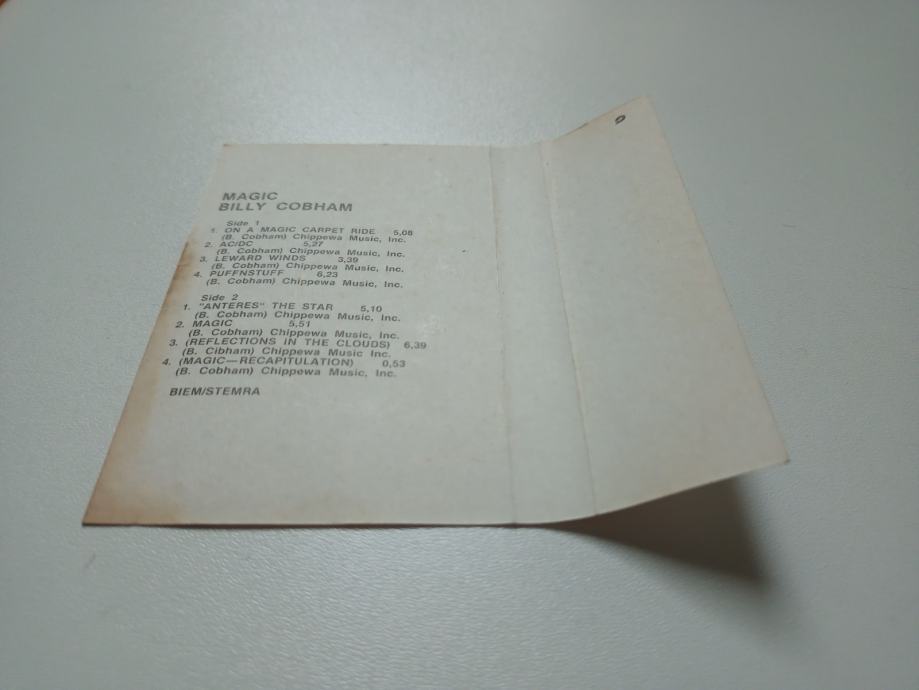 MAGIC
BILLY COBHAM
Side 1
1. ON A MAGIC CARPET RIDE 5,08
(B. Cobham) Chippewa Music, Inc.
2. AC/DC 5,27
(B. Cobham) Chippewa Music, Inc.
3. LEWARD WINDS 3,39
(B. Cobham) Chippewa Music, Inc.
4. PUFFNSTUFF 6,23
(B. Cobham) Chippewa Music, Inc.
Side 2
1. "ANTERES" THE STAR 5,10
(B. Cobham) Chippewa Music, Inc.
2. MAGIC 5,51
(B. Cobham) Chippewa Music, Inc.
3. (REFLECTIONS IN THE CLOUDS) 6,39
(B. Cibham) Chippewa Music Inc.
4. (MAGIC—RECAPITULATION) 0,53
(B. Cobham) Chippewa Music, Inc.
BIEM/STEMRA